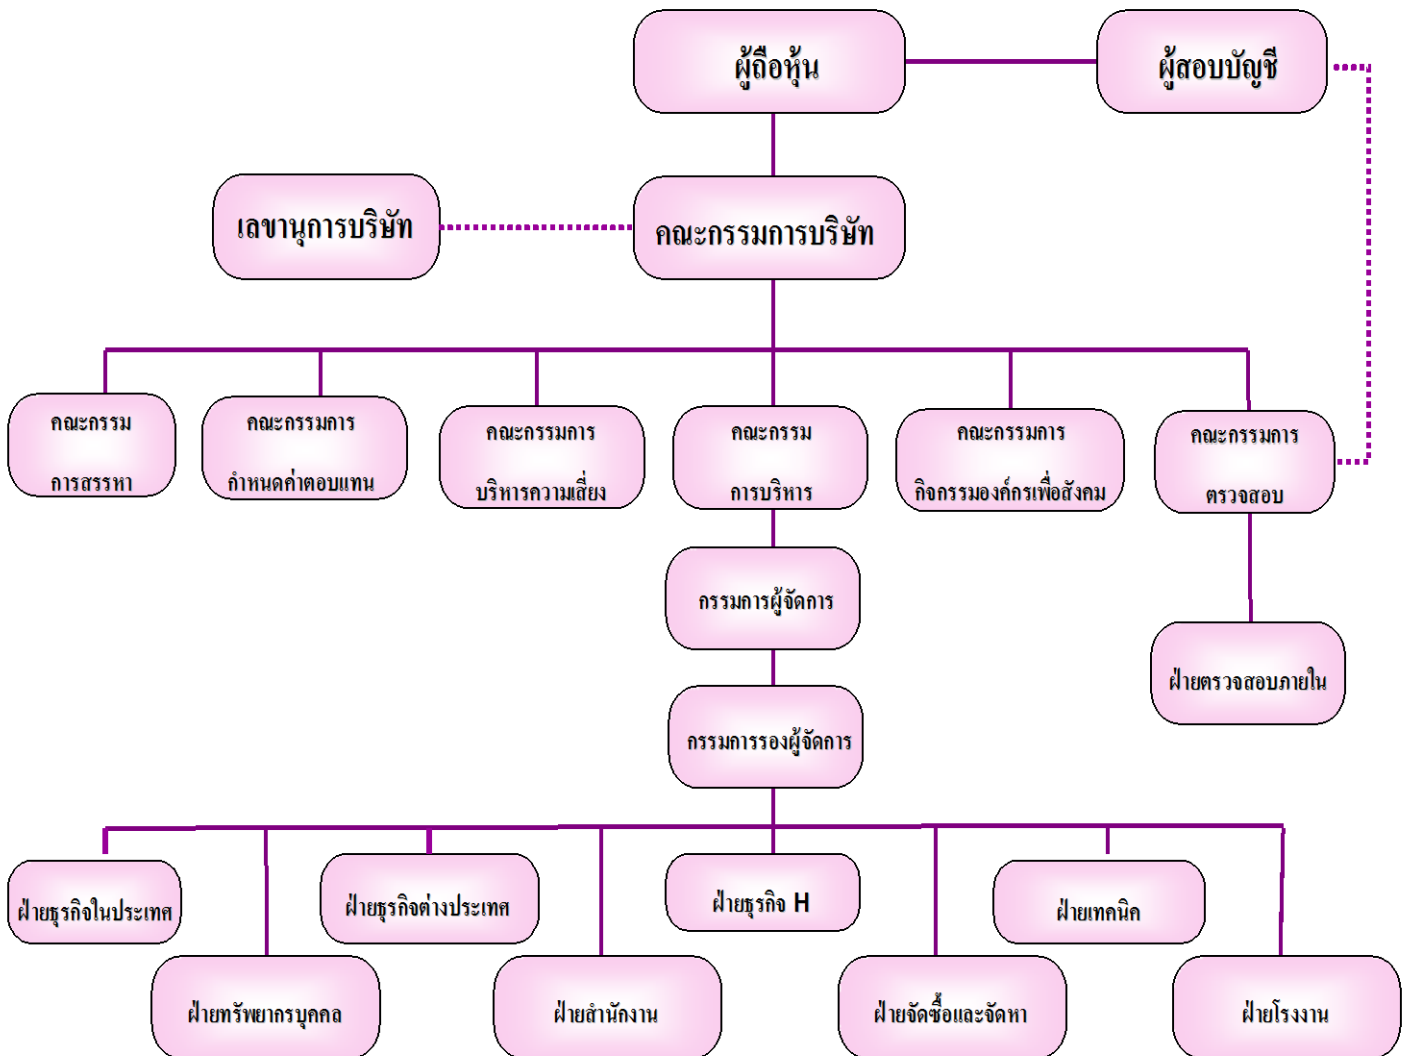 ผู้ถือหุ้น
ผู้สอบบัญชี
เลขานุการบริษัท
คณะกรรมการบริษัท
คณะกรรม
การสรรหา
คณะกรรมการ
กำหนดค่าตอบแทน
คณะกรรมการ
บริหารความเสี่ยง
คณะกรรม
การบริหาร
คณะกรรมการ
กิจกรรมองค์กรเพื่อสังคม
คณะกรรมการ
ตรวจสอบ
กรรมการผู้จัดการ
ฝ่ายตรวจสอบภายใน
กรรมการรองผู้จัดการ
ฝ่ายธุรกิจในประเทศ
ฝ่ายธุรกิจต่างประเทศ
ฝ่ายธุรกิจ H
ฝ่ายเทคนิค
ฝ่ายทรัพยากรบุคคล
ฝ่ายสำนักงาน
ฝ่ายจัดซื้อและจัดหา
ฝ่ายโรงงาน